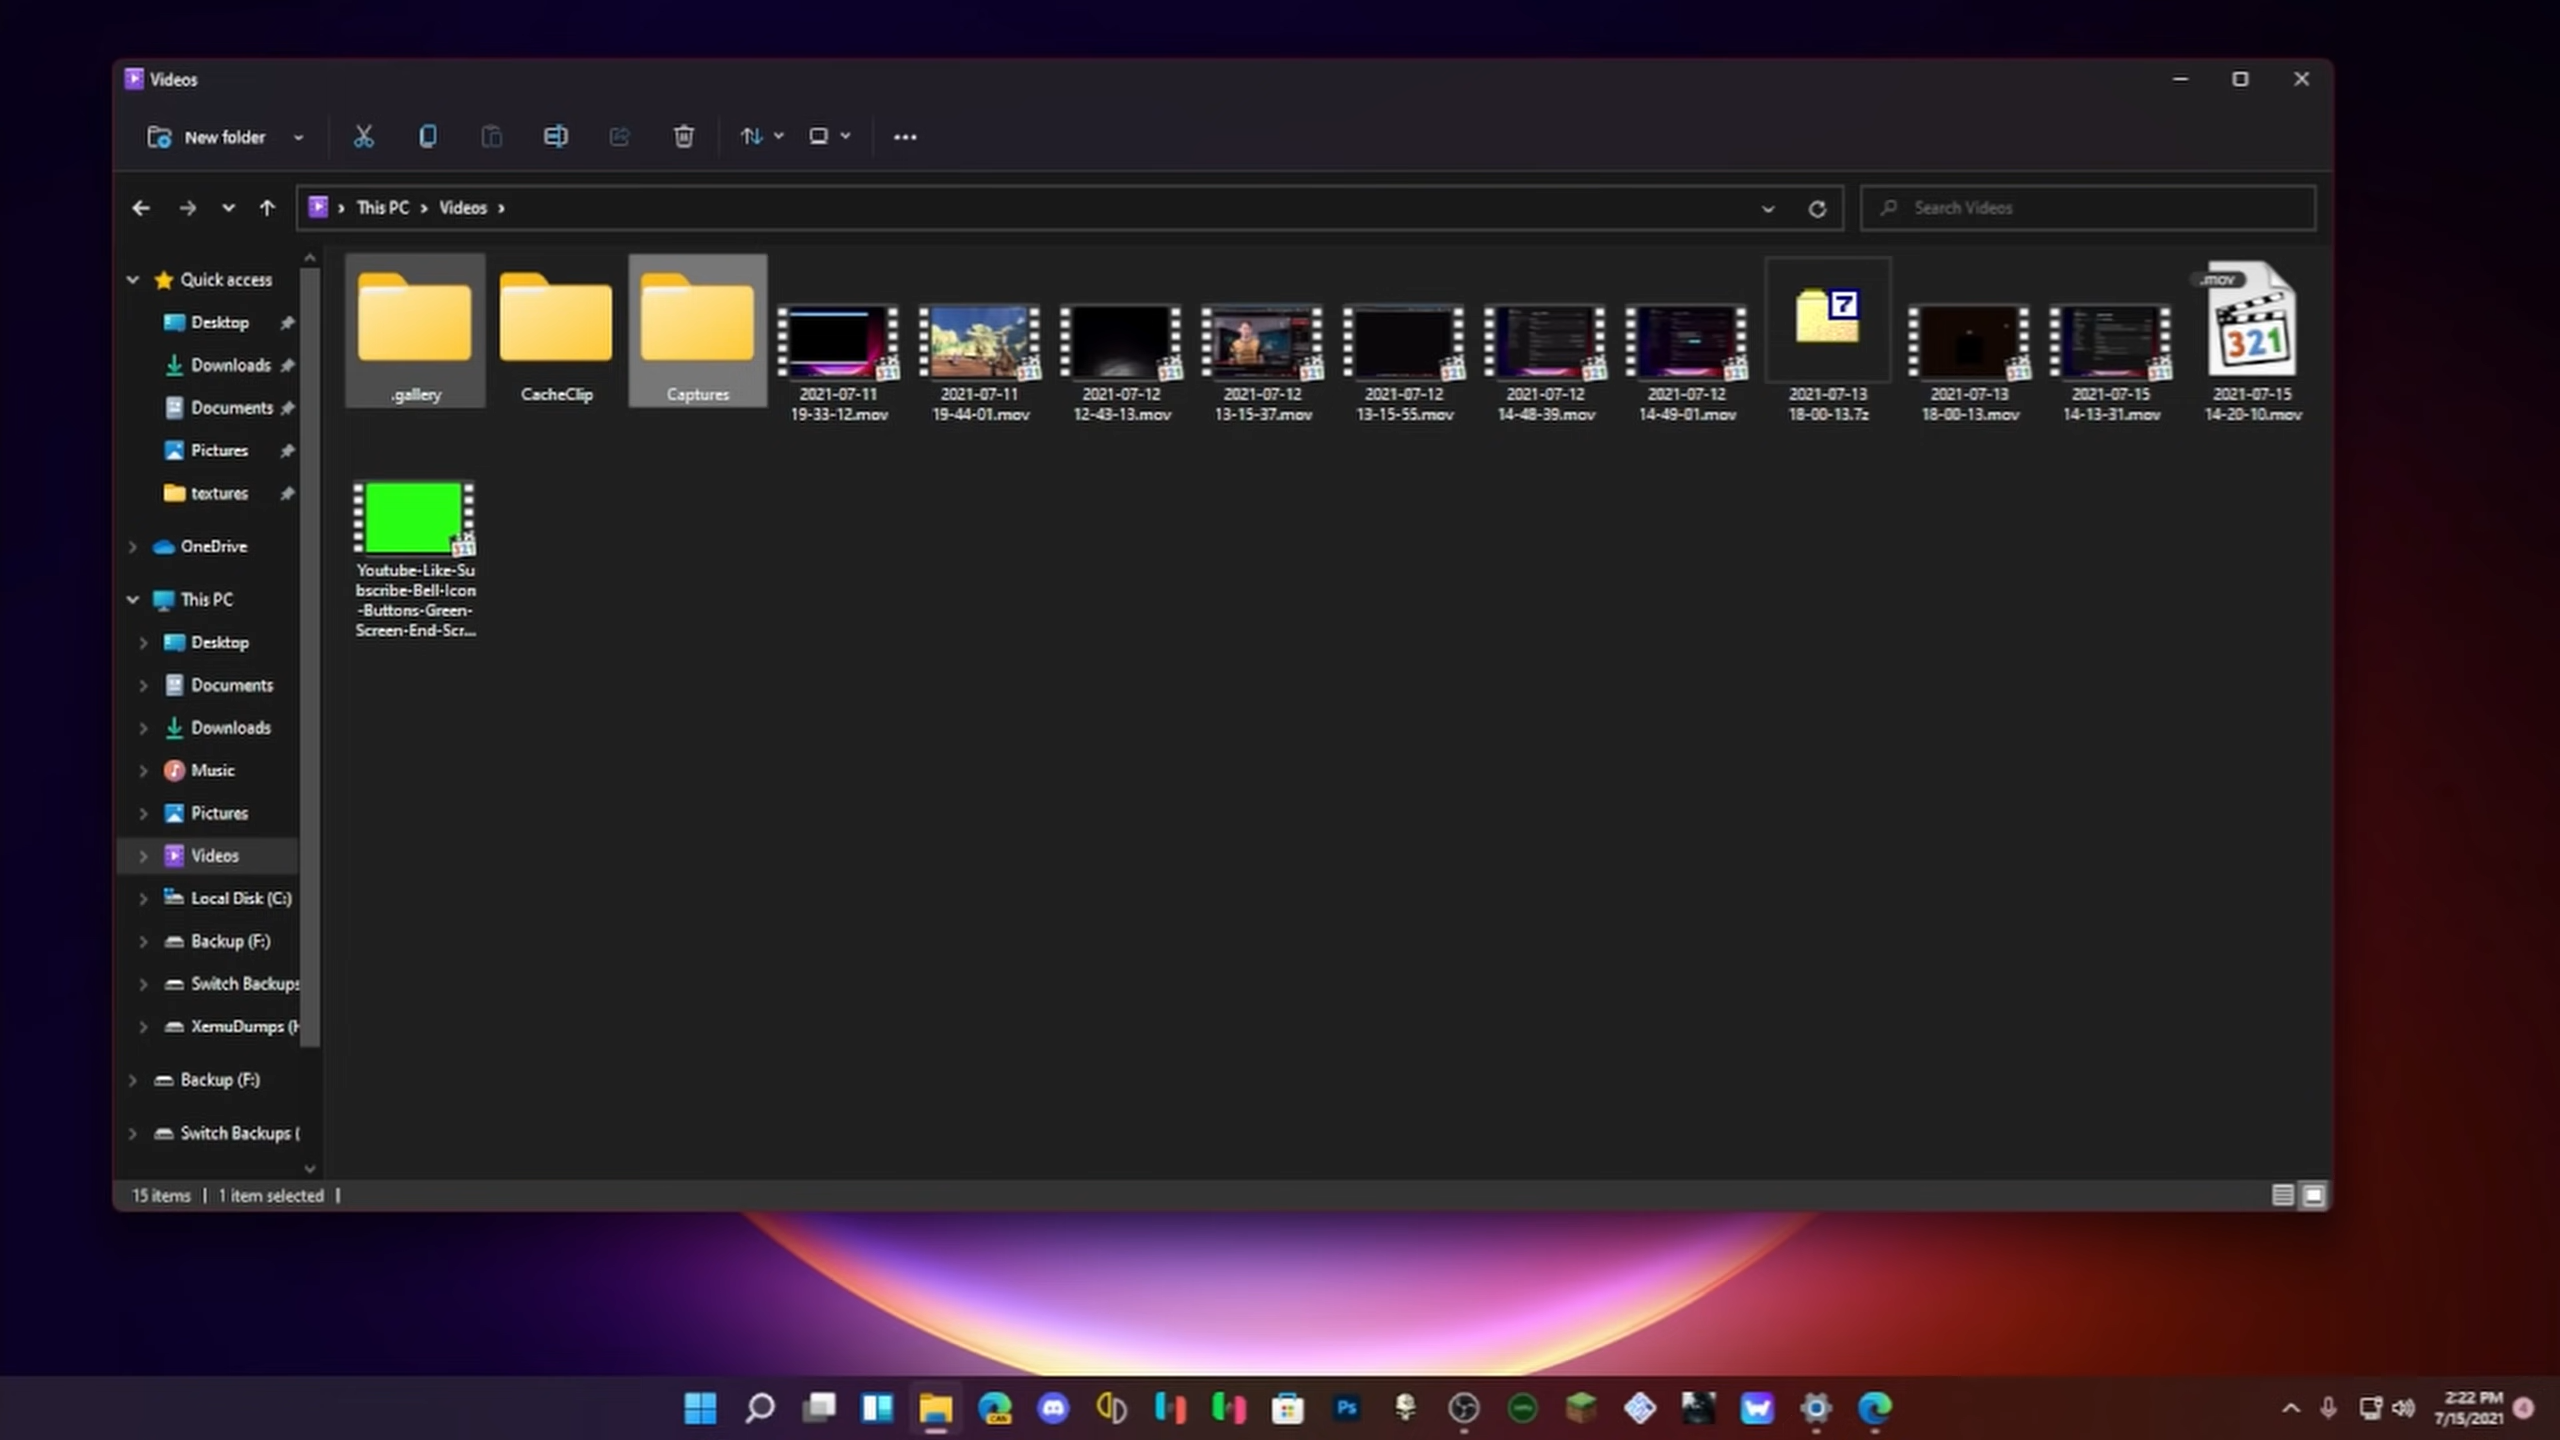 Videos
New folder
This PC
Videos
Search Videos
Quick access
Desktop
Downloads
Documents
Pictures
textures
OneDrive
This PC
Desktop
Documents
Downloads
Music
Pictures
Videos
Local Disk (C:)
Backup (F:)
Switch Backups
XemuDumps (H
Backup (F:)
Switch Backups (
.gallery
CacheClip
Captures
2021-07-11
19-33-12.mov
2021-07-11
19-44-01.mov
2021-07-12
12-43-13.mov
2021-07-12
13-15-37.mov
2021-07-12
13-15-55.mov
2021-07-12
14-48-39.mov
2021-07-12
14-49-01.mov
7
2021-07-13
18-00-13.7z
2021-07-13
18-00-13.mov
2021-07-15
14-13-31.mov
.mov
321
2021-07-15
14-20-10.mov
Youtube-Like-Su
bscribe-Bell-Icon
-Buttons-Green-
Screen-End-Scr...
15 items
1 item selected
CAN
Ps
2:22 PM
7/15/2021
4